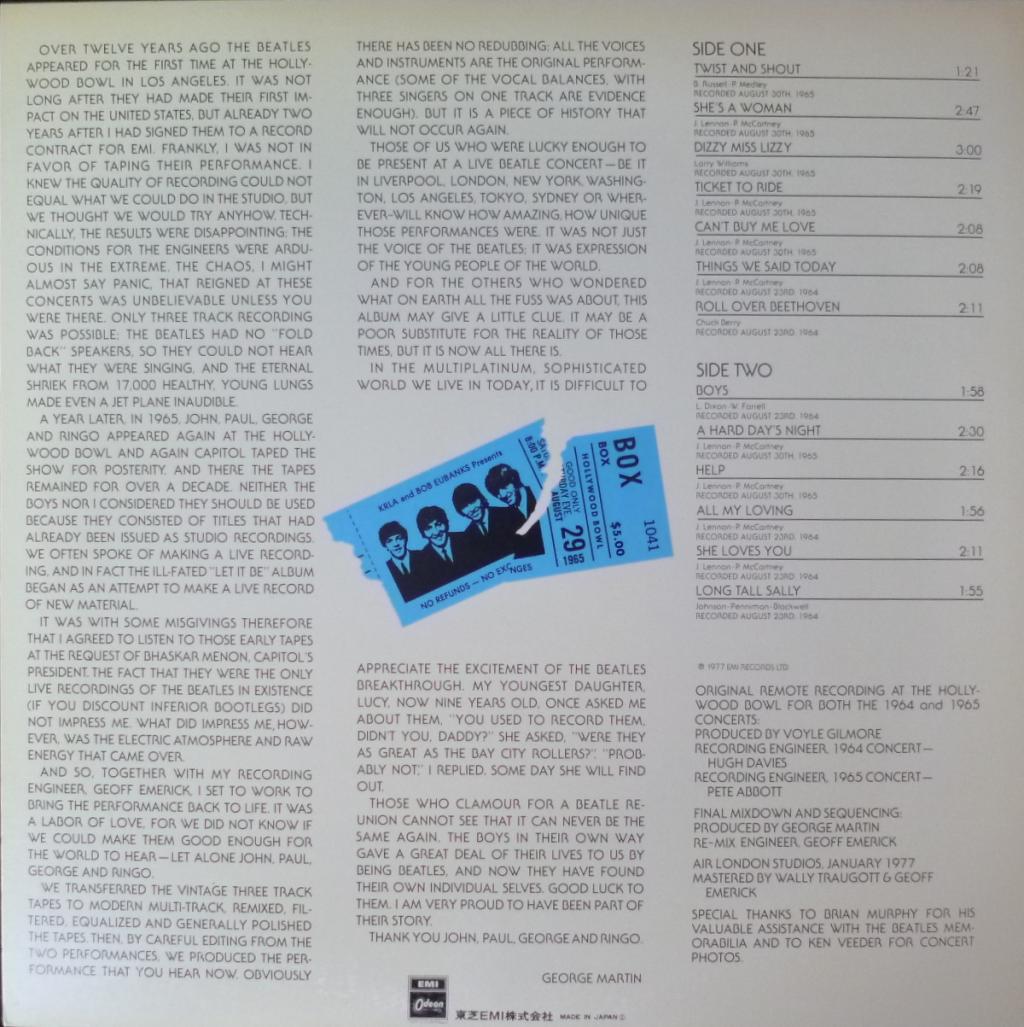 OVER TWELVE YEARS AGO THE BEATLES
APPEARED FOR THE FIRST TIME AT THE HOLLY-
WOOD BOWL IN LOS ANGELES. IT WAS NOT
LONG AFTER THEY HAD MADE THEIR FIRST IM-
PACT ON THE UNITED STATES, BUT ALREADY TWO
YEARS AFTER I HAD SIGNED THEM TO A RECORD
CONTRACT FOR EMI. FRANKLY, I WAS NOT IN
FAVOR OF TAPING THEIR PERFORMANCE. I
KNEW THE QUALITY OF RECORDING COULD NOT
EQUAL WHAT WE COULD DO IN THE STUDIO, BUT
WE THOUGHT WE WOULD TRY ANYHOW. TECH-
NICALLY, THE RESULTS WERE DISAPPOINTING; THE
CONDITIONS FOR THE ENGINEERS WERE ARDU-
OUS IN THE EXTREME. THE CHAOS, I MIGHT
ALMOST SAY PANIC, THAT REIGNED AT THESE
CONCERTS WAS UNBELIEVABLE UNLESS YOU
WERE THERE. ONLY THREE TRACK RECORDING
WAS POSSIBLE; THE BEATLES HAD NO "FOLD
BACK" SPEAKERS, SO THEY COULD NOT HEAR
WHAT THEY WERE SINGING, AND THE ETERNAL
SHRIEK FROM 17,000 HEALTHY, YOUNG LUNGS
MADE EVEN A JET PLANE INAUDIBLE.
A YEAR LATER, IN 1965, JOHN, PAUL, GEORGE
AND RINGO APPEARED AGAIN AT THE HOLLY-
WOOD BOWL AND AGAIN CAPITOL TAPED THE
SHOW FOR POSTERITY. AND THERE THE TAPES
REMAINED FOR OVER A DECADE. NEITHER THE
BOYS NOR I CONSIDERED THEY SHOULD BE USED
BECAUSE THEY CONSISTED OF TITLES THAT HAD
ALREADY BEEN ISSUED AS STUDIO RECORDINGS.
WE OFTEN SPOKE OF MAKING A LIVE RECORD-
ING, AND IN FACT THE ILL-FATED "LET IT BE" ALBUM
BEGAN AS AN ATTEMPT TO MAKE A LIVE RECORD
OF NEW MATERIAL.
IT WAS WITH SOME MISGIVINGS THEREFORE
THAT I AGREED TO LISTEN TO THOSE EARLY TAPES
AT THE REQUEST OF BHASKAR MENON, CAPITOL'S
PRESIDENT. THE FACT THAT THEY WERE THE ONLY
LIVE RECORDINGS OF THE BEATLES IN EXISTENCE
(IF YOU DISCOUNT INFERIOR BOOTLEGS) DID
NOT IMPRESS ME. WHAT DID IMPRESS ME, HOW-
EVER, WAS THE ELECTRIC ATMOSPHERE AND RAW
ENERGY THAT CAME OVER.
AND SO, TOGETHER WITH MY RECORDING
ENGINEER, GEOFF EMERICK, I SET TO WORK TO
BRING THE PERFORMANCE BACK TO LIFE. IT WAS
A LABOR OF LOVE, FOR WE DID NOT KNOW IF
WE COULD MAKE THEM GOOD ENOUGH FOR
THE WORLD TO HEAR—LET ALONE JOHN, PAUL,
GEORGE AND RINGO.
WE TRANSFERRED THE VINTAGE THREE TRACK
TAPES TO MODERN MULTI-TRACK, REMIXED, FIL-
TERED, EQUALIZED AND GENERALLY POLISHED
THE TAPES. THEN, BY CAREFUL EDITING FROM THE
TWO PERFORMANCES, WE PRODUCED THE PER-
FORMANCE THAT YOU HEAR NOW. OBVIOUSLY
THERE HAS BEEN NO REDUBBING; ALL THE VOICES
AND INSTRUMENTS ARE THE ORIGINAL PERFORM-
ANCE (SOME OF THE VOCAL BALANCES, WITH
THREE SINGERS ON ONE TRACK ARE EVIDENCE
ENOUGH). BUT IT IS A PIECE OF HISTORY THAT
WILL NOT OCCUR AGAIN.
THOSE OF US WHO WERE LUCKY ENOUGH TO
BE PRESENT AT A LIVE BEATLE CONCERT—BE IT
IN LIVERPOOL, LONDON, NEW YORK, WASHING-
TON, LOS ANGELES, TOKYO, SYDNEY OR WHER-
EVER—WILL KNOW HOW AMAZING, HOW UNIQUE
THOSE PERFORMANCES WERE. IT WAS NOT JUST
THE VOICE OF THE BEATLES; IT WAS EXPRESSION
OF THE YOUNG PEOPLE OF THE WORLD.
AND FOR THE OTHERS WHO WONDERED
WHAT ON EARTH ALL THE FUSS WAS ABOUT, THIS
ALBUM MAY GIVE A LITTLE CLUE. IT MAY BE A
POOR SUBSTITUTE FOR THE REALITY OF THOSE
TIMES, BUT IT IS NOW ALL THERE IS.
IN THE MULTIPLATINUM, SOPHISTICATED
WORLD WE LIVE IN TODAY, IT IS DIFFICULT TO
KRLA and BOB EUBANKS Presents
NO REFUNDS — NO EXC NGES
8:00 P.M.
GOOD ONLY
AUGUST 29 1965
HOLLYWOOD BOWL
BOX
$5.00
BOX
1041
APPRECIATE THE EXCITEMENT OF THE BEATLES
BREAKTHROUGH. MY YOUNGEST DAUGHTER,
LUCY, NOW NINE YEARS OLD, ONCE ASKED ME
ABOUT THEM, "YOU USED TO RECORD THEM,
DIDN'T YOU, DADDY?" SHE ASKED, "WERE THEY
AS GREAT AS THE BAY CITY ROLLERS?". "PROB-
ABLY NOT," I REPLIED. SOME DAY SHE WILL FIND
OUT.
THOSE WHO CLAMOUR FOR A BEATLE RE-
UNION CANNOT SEE THAT IT CAN NEVER BE THE
SAME AGAIN. THE BOYS IN THEIR OWN WAY
GAVE A GREAT DEAL OF THEIR LIVES TO US BY
BEING BEATLES, AND NOW THEY HAVE FOUND
THEIR OWN INDIVIDUAL SELVES. GOOD LUCK TO
THEM. I AM VERY PROUD TO HAVE BEEN PART OF
THEIR STORY.
THANK YOU JOHN, PAUL, GEORGE AND RINGO.
GEORGE MARTIN
EMI
Odeon
東芝EMI株式会社 MADE IN JAPAN
SIDE ONE
TWIST AND SHOUT 1:21
B. Russell-P. Medley
RECORDED AUGUST 30TH, 1965
SHE'S A WOMAN 2:47
J. Lennon-P. McCartney
RECORDED AUGUST 30TH, 1965
DIZZY MISS LIZZY 3:00
Larry Williams
RECORDED AUGUST 30TH, 1965
TICKET TO RIDE 2:19
J. Lennon-P. McCartney
RECORDED AUGUST 30TH, 1965
CAN'T BUY ME LOVE 2:08
J. Lennon-P. McCartney
RECORDED AUGUST 30TH, 1965
THINGS WE SAID TODAY 2:08
J. Lennon-P. McCartney
RECORDED AUGUST 23RD, 1964
ROLL OVER BEETHOVEN 2:11
Chuck Berry
RECORDED AUGUST 23RD, 1964
SIDE TWO
BOYS 1:58
L. Dixon-W. Farrell
RECORDED AUGUST 23RD, 1964
A HARD DAY'S NIGHT 2:30
J. Lennon-P. McCartney
RECORDED AUGUST 30TH, 1965
HELP 2:16
J. Lennon-P. McCartney
RECORDED AUGUST 30TH, 1965
ALL MY LOVING 1:56
J. Lennon-P. McCartney
RECORDED AUGUST 23RD, 1964
SHE LOVES YOU 2:11
J. Lennon-P. McCartney
RECORDED AUGUST 23RD, 1964
LONG TALL SALLY 1:55
Johnson-Penniman-Blackwell
RECORDED AUGUST 23RD, 1964
℗ 1977 EMI RECORDS LTD
ORIGINAL REMOTE RECORDING AT THE HOLLY-
WOOD BOWL FOR BOTH THE 1964 and 1965
CONCERTS:
PRODUCED BY VOYLE GILMORE
RECORDING ENGINEER, 1964 CONCERT—
HUGH DAVIES
RECORDING ENGINEER, 1965 CONCERT—
PETE ABBOTT
FINAL MIXDOWN AND SEQUENCING:
PRODUCED BY GEORGE MARTIN
RE-MIX ENGINEER, GEOFF EMERICK
AIR LONDON STUDIOS, JANUARY 1977
MASTERED BY WALLY TRAUGOTT & GEOFF
EMERICK
SPECIAL THANKS TO BRIAN MURPHY FOR HIS
VALUABLE ASSISTANCE WITH THE BEATLES MEM-
ORABILIA AND TO KEN VEEDER FOR CONCERT
PHOTOS.